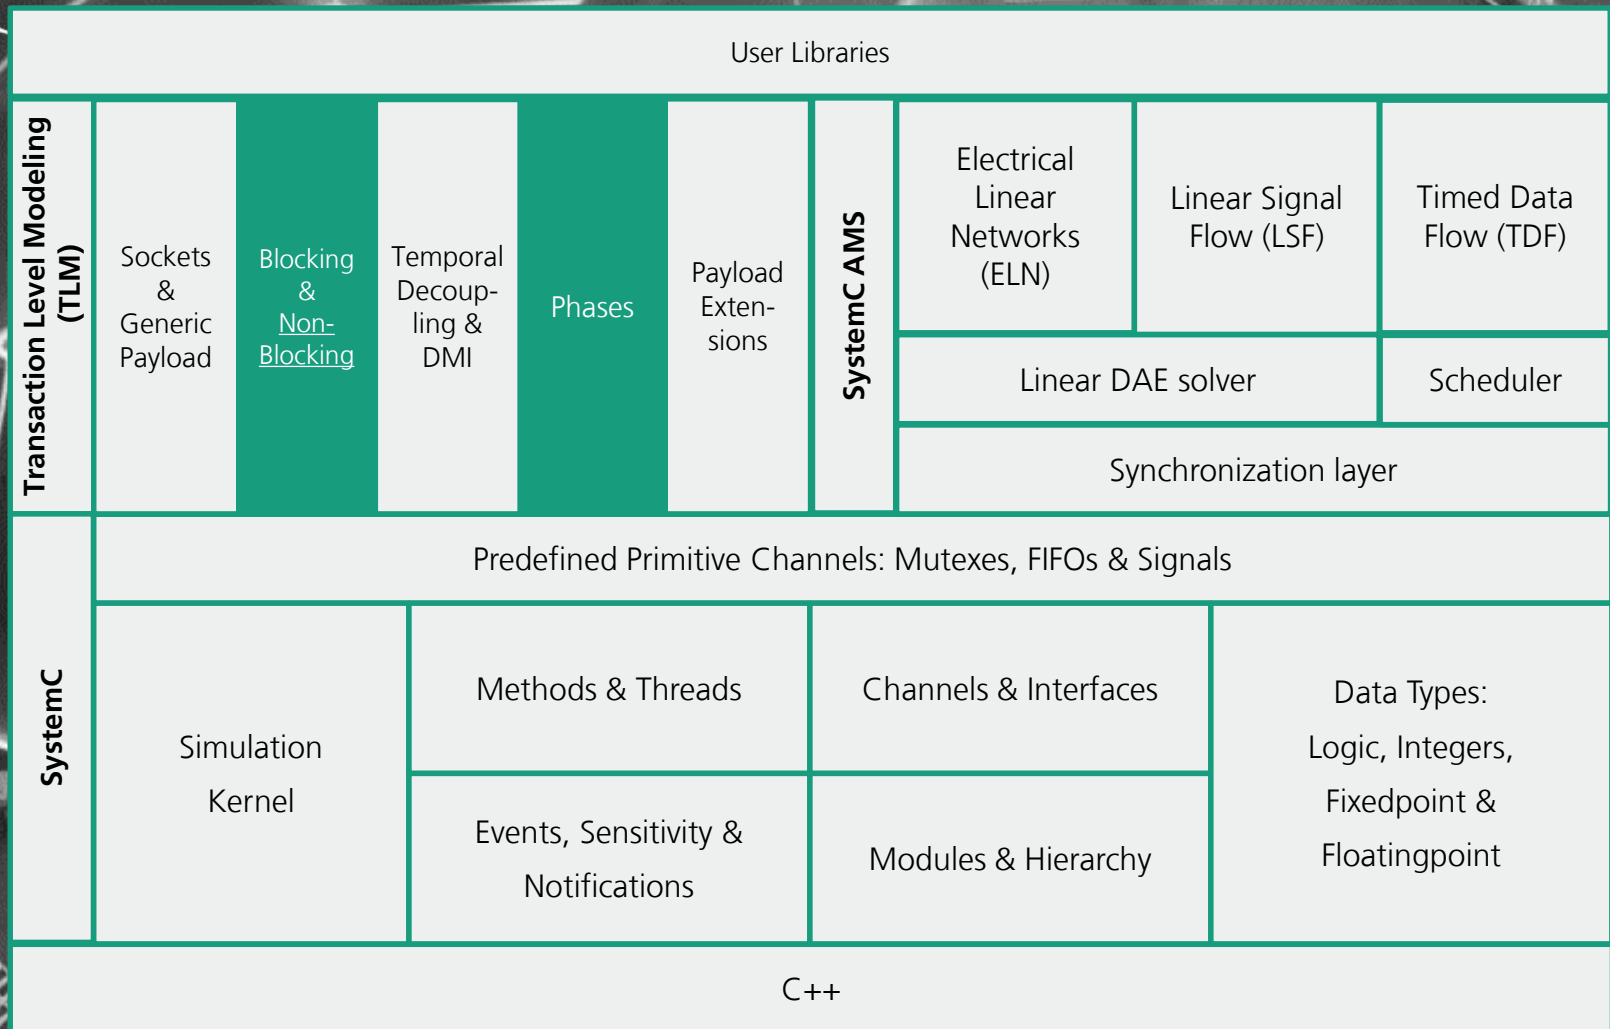 User Libraries
Transaction Level Modeling
(TLM)
Sockets
&
Generic
Payload
Blocking
&
Non-
Blocking
Temporal
Decoup-
ling &
DMI
Phases
Payload
Exten-
sions
SystemC AMS
Electrical
Linear
Networks
(ELN)
Linear Signal
Flow (LSF)
Timed Data
Flow (TDF)
Linear DAE solver
Scheduler
Synchronization layer
SystemC
Predefined Primitive Channels: Mutexes, FIFOs & Signals
Simulation
Kernel
Methods & Threads
Channels & Interfaces
Events, Sensitivity &
Notifications
Modules & Hierarchy
Data Types:
Logic, Integers,
Fixedpoint &
Floatingpoint
C++